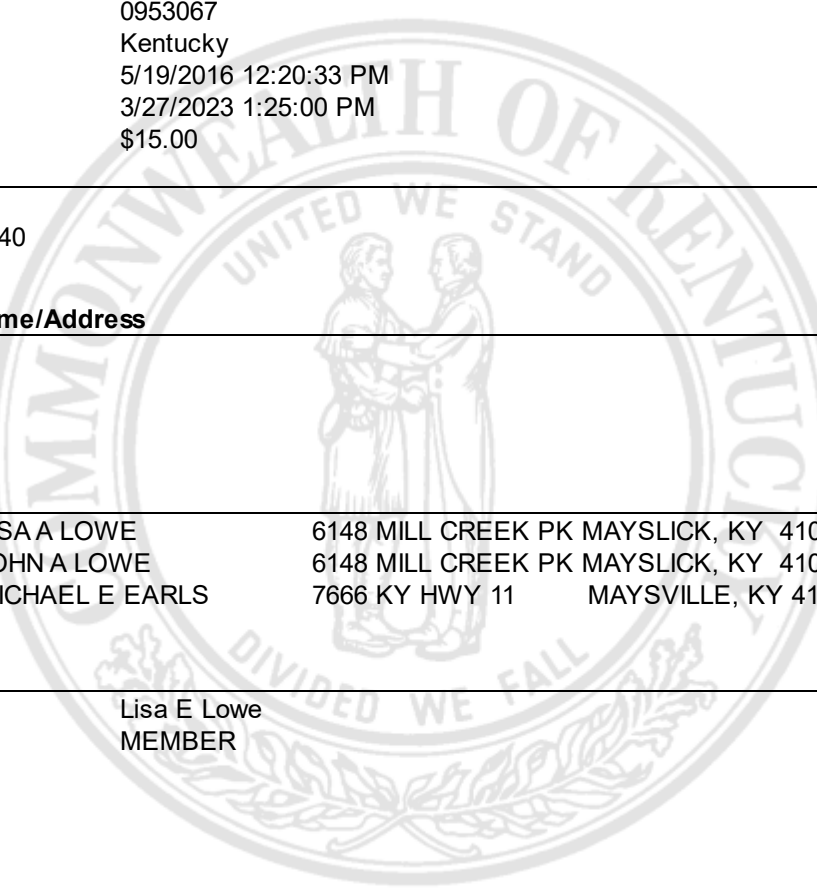 0953067
Kentucky
5/19/2016 12:20:33 PM
3/27/2023 1:25:00 PM
$15.00
COMMONWEALTH OF KENTUCKY
UNITED WE STAND
40
me/Address
SA A LOWE 6148 MILL CREEK PK MAYSLICK, KY 410
OHN A LOWE 6148 MILL CREEK PK MAYSLICK, KY 410
ICHAEL E EARLS 7666 KY HWY 11 MAYSVILLE, KY 41
DIVIDED WE FALL
Lisa E Lowe
MEMBER